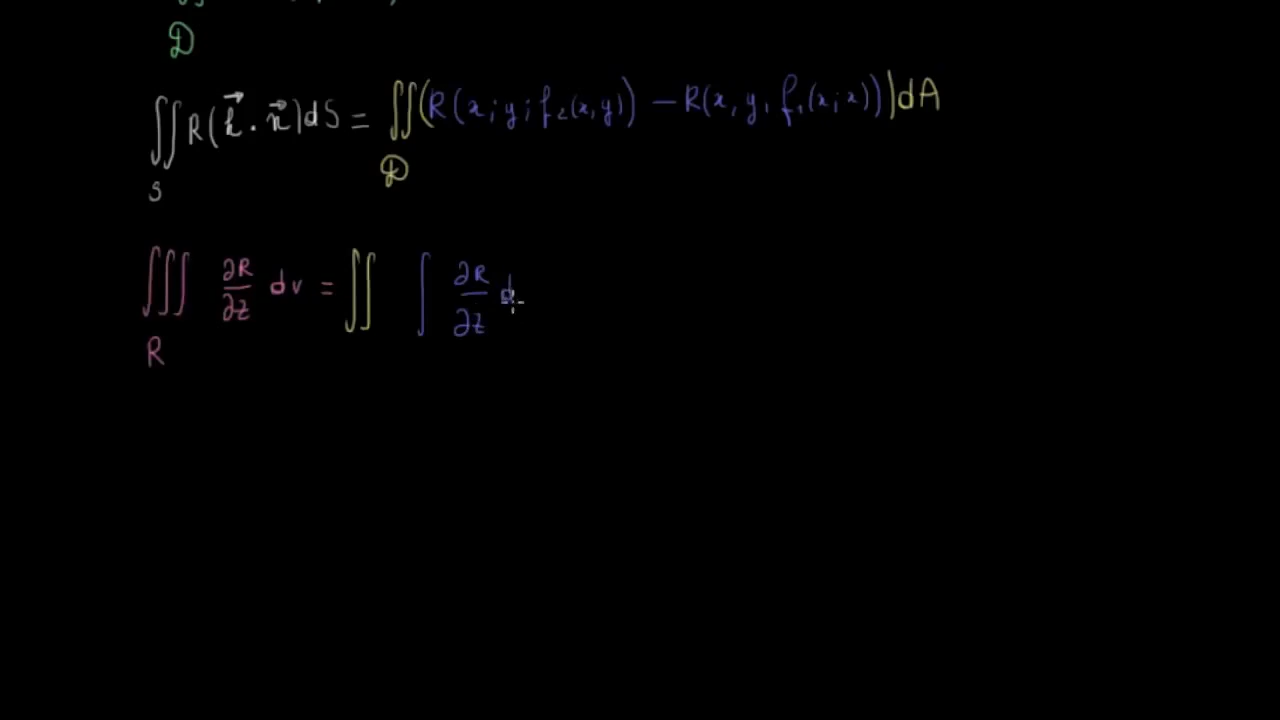 D
∬ R(k⃗ · n⃗)dS = ∬(R(x,y,f₂(x,y)) − R(x,y,f₁(x,x)))dA
S D
∭ ∂R/∂z dv = ∬ ∫ ∂R/∂z d
R